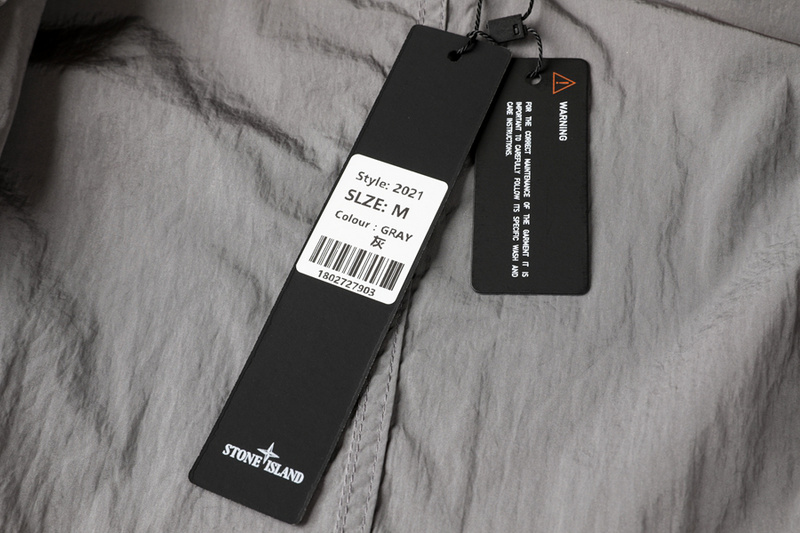 Style: 2021
SLZE: M
Colour : GRAY
灰
1802727903
STONE ISLAND
WARNING
FOR THE CORRECT MAINTENANCE OF THE GARMENT IT IS
IMPORTANT TO CAREFULLY FOLLOW ITS SPECIFIC WASH AND
CARE INSTRUCTIONS.